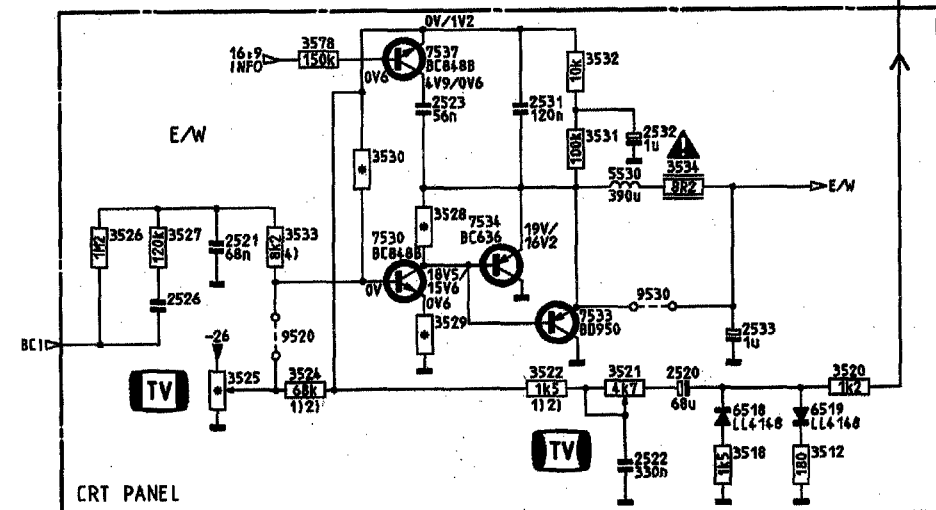 0V/1V2
16:9
INFO
3578
150k
7537
BC848B
0V6
4V9/0V6
2523
56n
2531
120n
3532
10k
3531
100k
2532
1u
E/W
3530
*
5530
390u
3534
8R2
E/W
3526
1M2
3527
120k
2521
68n
3533
8k2
4)
3528
*
7530
BC848B
7534
BC636
19V/
16V2
18V5/
15V6
0V
0V6
2526
3529
*
9530
7533
BD950
2533
1u
BCI
-26
9520
TV
3525
*
3524
68k
1)2)
3522
1k5
1)2)
3521
4k7
2520
68u
3520
1k2
6518
LL4148
6519
LL4148
TV
2522
330n
3518
1k5
3512
180
CRT PANEL